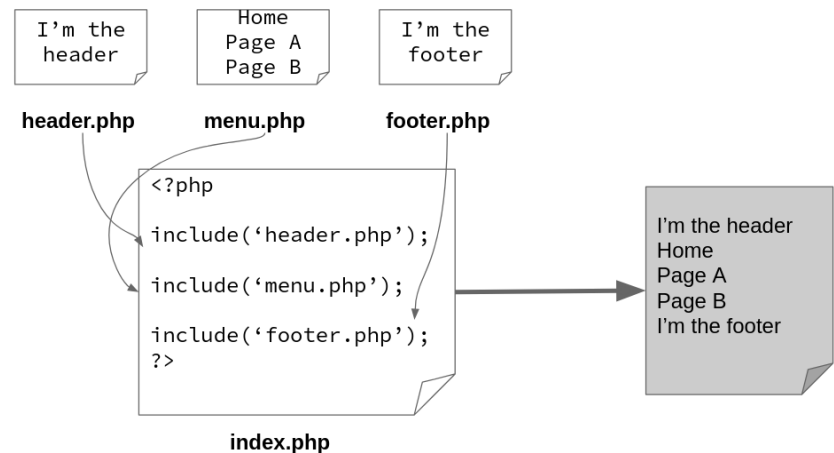 I’m the
header
Home
Page A
Page B
I’m the
footer
header.php
menu.php
footer.php
<?php
include(‘header.php’);
include(‘menu.php’);
include(‘footer.php’);
?>
index.php
I’m the header
Home
Page A
Page B
I’m the footer